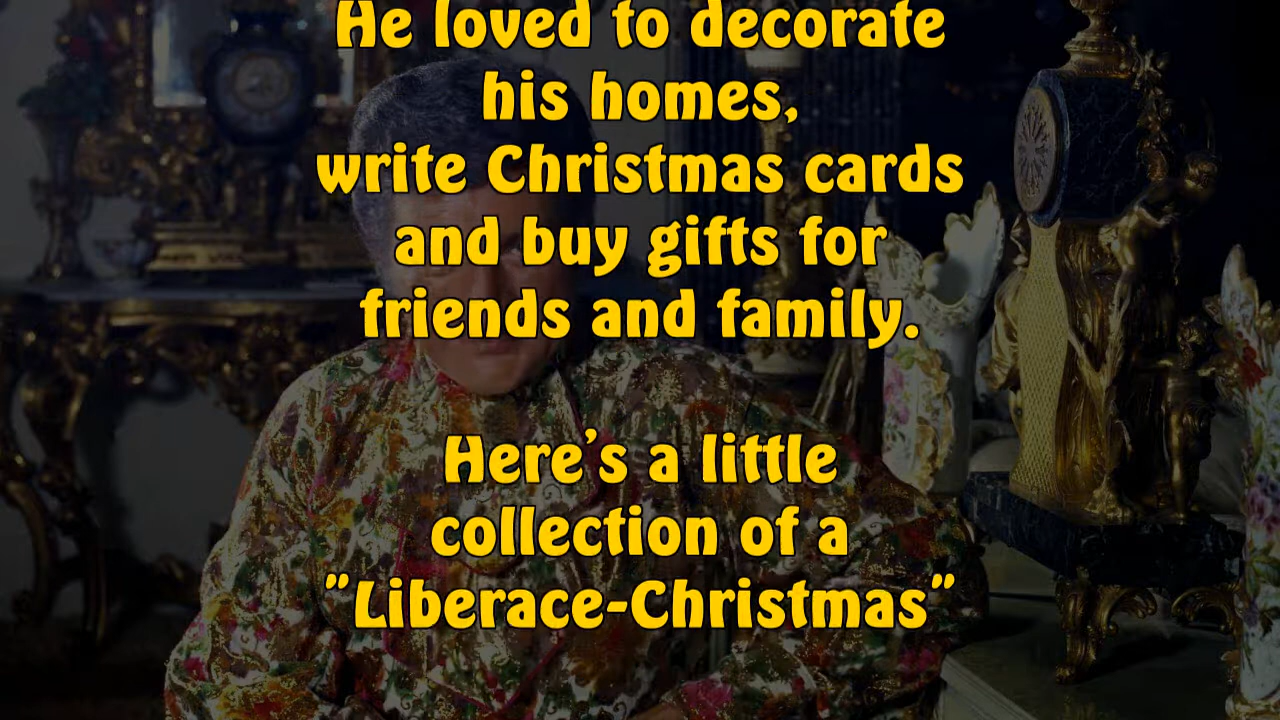 He loved to decorate
his homes,
write Christmas cards
and buy gifts for
friends and family.
Here's a little
collection of a
"Liberace-Christmas"